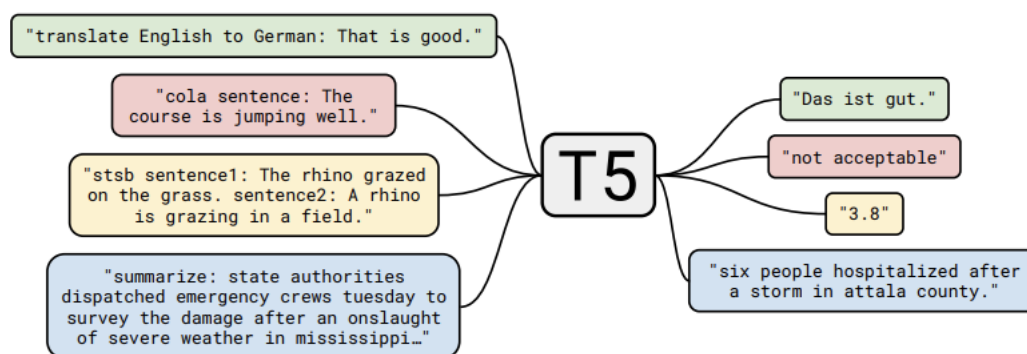 "translate English to German: That is good."
"cola sentence: The
course is jumping well."
"stsb sentence1: The rhino grazed
on the grass. sentence2: A rhino
is grazing in a field."
"summarize: state authorities
dispatched emergency crews tuesday to
survey the damage after an onslaught
of severe weather in mississippi…"
T5
"Das ist gut."
"not acceptable"
"3.8"
"six people hospitalized after
a storm in attala county."